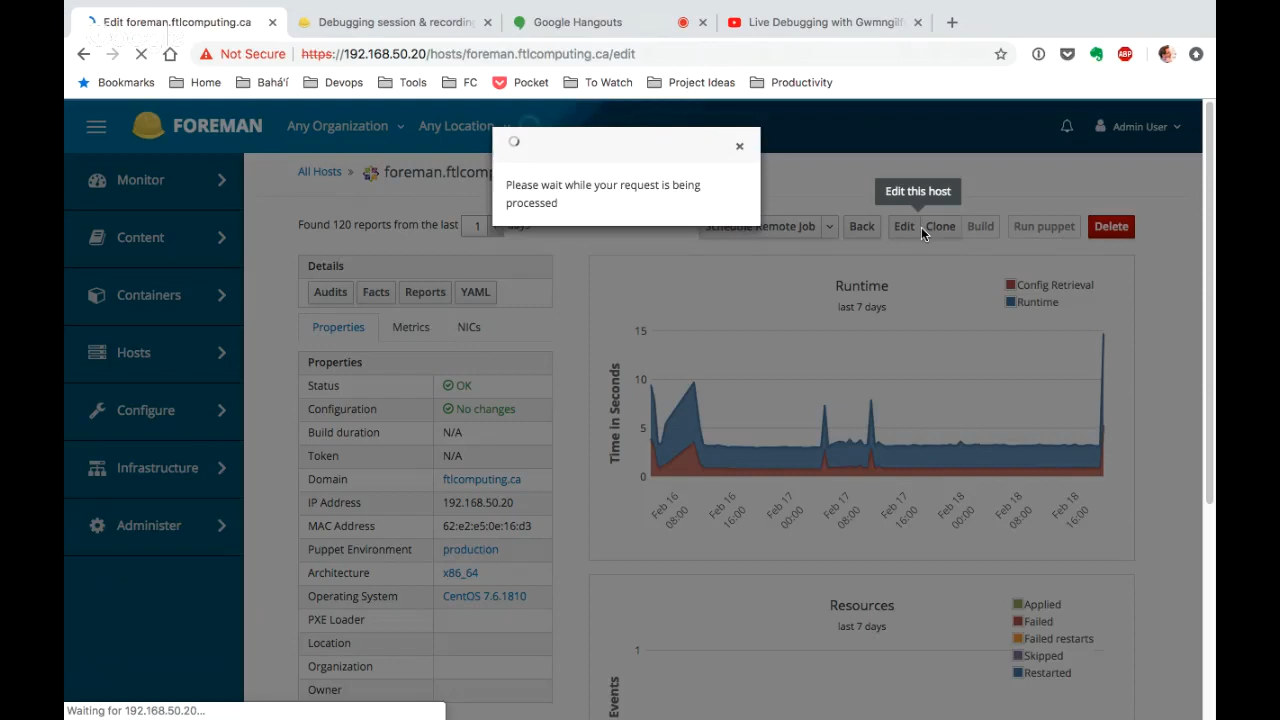 Edit foreman.ftlcomputing.ca
Debugging session & recordin
Google Hangouts
Live Debugging with Gwmngilf
Not Secure https://192.168.50.20/hosts/foreman.ftlcomputing.ca/edit
ABP
Bookmarks Home Bahá'í Devops Tools FC Pocket To Watch Project Ideas Productivity
FOREMAN Any Organization Any Location Admin User
Monitor
Content
Containers
Hosts
Configure
Infrastructure
Administer
All Hosts » foreman.ftlcomp
Please wait while your request is being
processed
Edit this host
Found 120 reports from the last 1 days
Schedule Remote Job Back Edit Clone Build Run puppet Delete
Details
Audits Facts Reports YAML
Properties Metrics NICs
Properties
Status OK
Configuration No changes
Build duration N/A
Token N/A
Domain ftlcomputing.ca
IP Address 192.168.50.20
MAC Address 62:e2:e5:0e:16:d3
Puppet Environment production
Architecture x86_64
Operating System CentOS 7.6.1810
PXE Loader
Location
Organization
Owner
Runtime
last 7 days
Config Retrieval
Runtime
Time in Seconds
15
10
5
0
Feb 16 08:00
Feb 16 16:00
Feb 17 00:00
Feb 17 08:00
Feb 17 16:00
Feb 18 00:00
Feb 18 08:00
Feb 18 16:00
Resources
last 7 days
Applied
Failed
Failed restarts
Skipped
Restarted
1
Events
Waiting for 192.168.50.20...